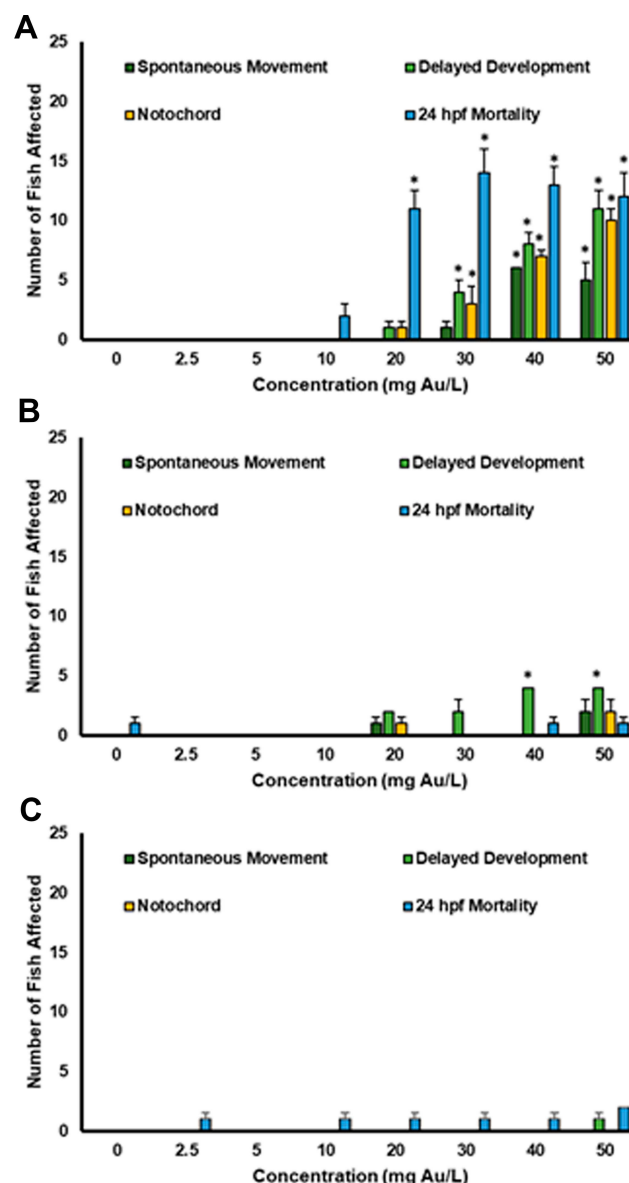 A
25
Spontaneous Movement Delayed Development
20
Notochord 24 hpf Mortality
15
10
5
0
Number of Fish Affected
* * * * * * * * * * * *
0 2.5 5 10 20 30 40 50
Concentration (mg Au/L)
B
25
Spontaneous Movement Delayed Development
20
Notochord 24 hpf Mortality
15
10
5
0
Number of Fish Affected
* *
0 2.5 5 10 20 30 40 50
Concentration (mg Au/L)
C
25
Spontaneous Movement Delayed Development
20
Notochord 24 hpf Mortality
15
10
5
0
Number of Fish Affected
0 2.5 5 10 20 30 40 50
Concentration (mg Au/L)